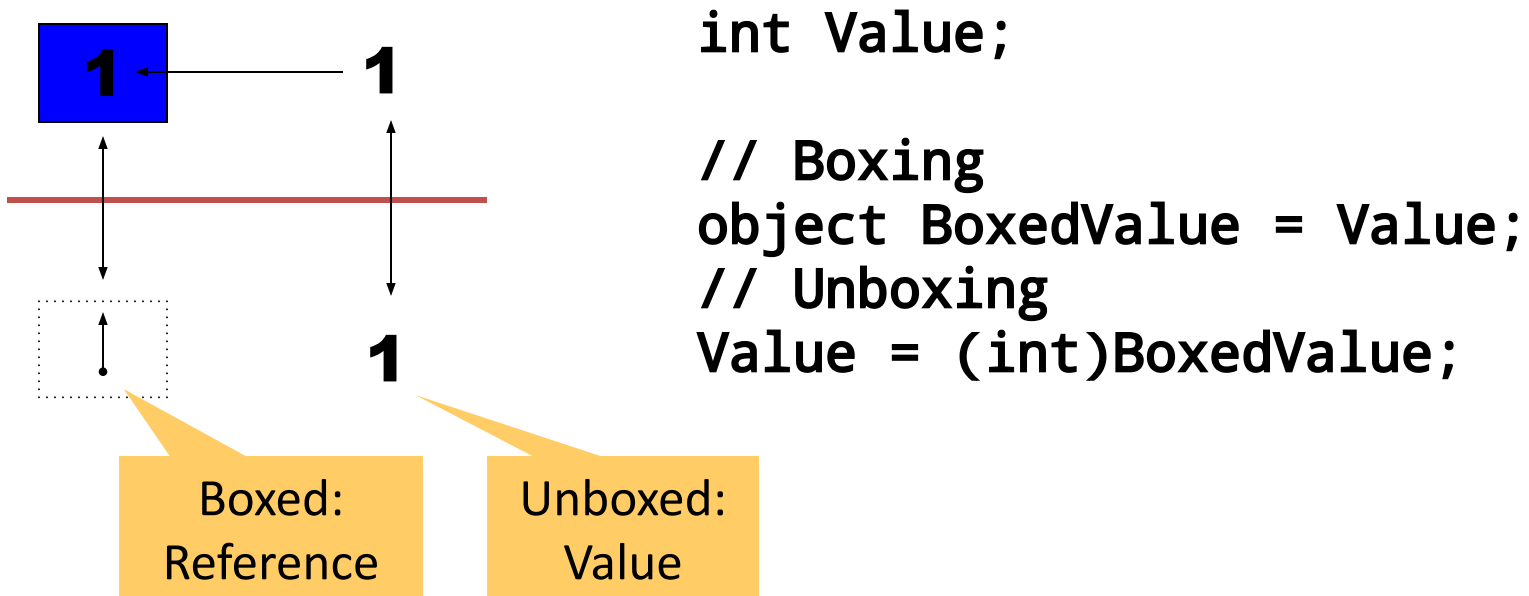 1
1
int Value;
// Boxing
object BoxedValue = Value;
// Unboxing
Value = (int)BoxedValue;
1
Boxed:
Reference
Unboxed:
Value